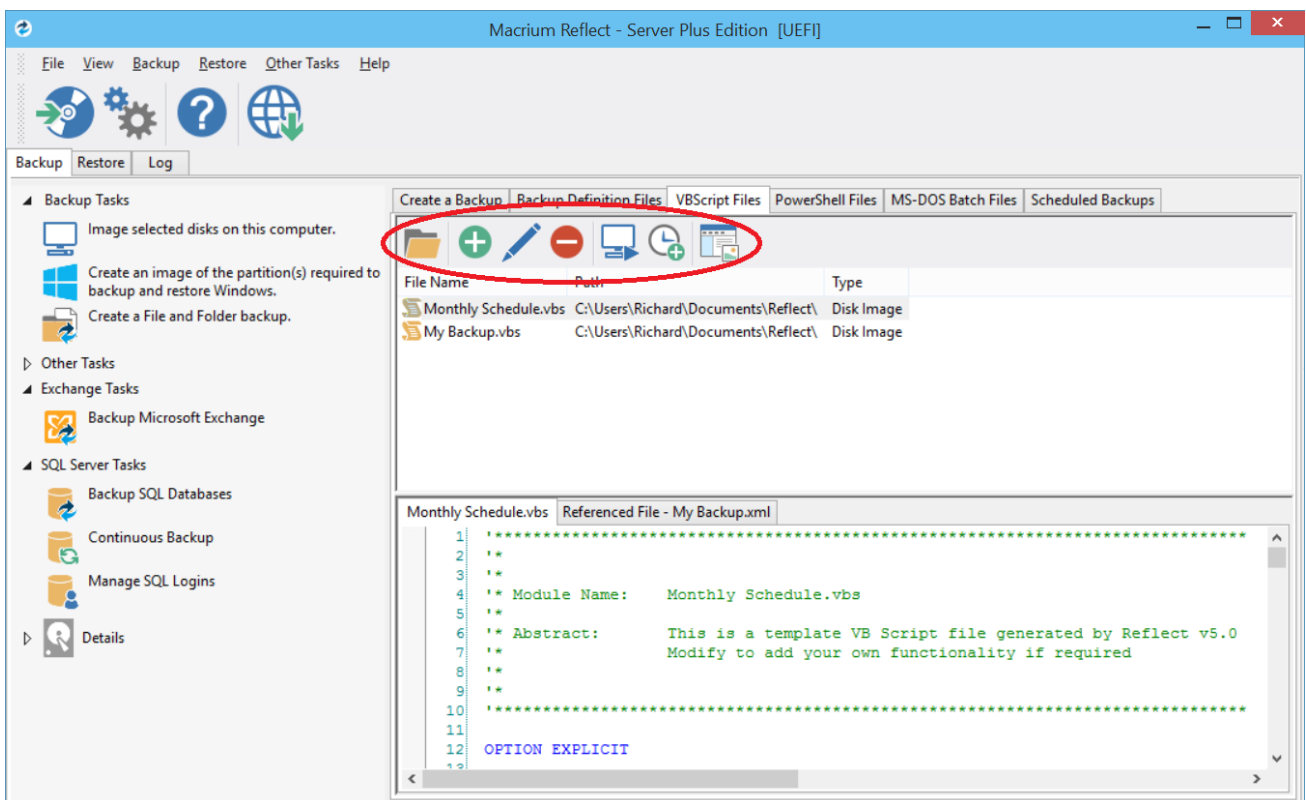 Macrium Reflect - Server Plus Edition [UEFI]
File View Backup Restore Other Tasks Help
Backup Restore Log
Backup Tasks
Image selected disks on this computer.
Create an image of the partition(s) required to
backup and restore Windows.
Create a File and Folder backup.
Other Tasks
Exchange Tasks
Backup Microsoft Exchange
SQL Server Tasks
Backup SQL Databases
Continuous Backup
Manage SQL Logins
Details
Create a Backup Backup Definition Files VBScript Files PowerShell Files MS-DOS Batch Files Scheduled Backups
File Name Path Type
Monthly Schedule.vbs C:\Users\Richard\Documents\Reflect\ Disk Image
My Backup.vbs C:\Users\Richard\Documents\Reflect\ Disk Image
Monthly Schedule.vbs Referenced File - My Backup.xml
1 '******************************************************************************
2 '*
3 '*
4 '* Module Name: Monthly Schedule.vbs
5 '*
6 '* Abstract: This is a template VB Script file generated by Reflect v5.0
7 '* Modify to add your own functionality if required
8 '*
9 '*
10 '******************************************************************************
11
12 OPTION EXPLICIT
13